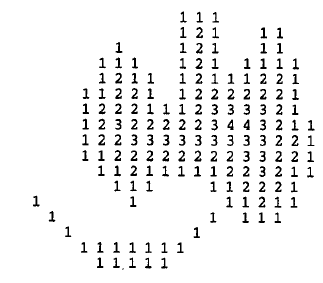 1 1 1
1 2 1 1 1
1 1 2 1 1 1
1 1 1 1 2 1 1 1 1 1
1 2 1 1 1 2 1 1 1 2 2 1
1 1 2 2 1 1 2 2 2 2 2 2 1
1 2 2 2 1 1 1 2 3 3 3 3 2 1
1 2 3 2 2 2 2 2 3 4 4 3 2 1 1
1 2 2 3 3 3 3 3 3 3 3 3 2 2 1
1 1 2 2 2 2 2 2 2 2 3 3 2 2 1
1 1 2 1 1 1 1 1 2 2 3 2 1 1
1 1 1 1 1 2 2 2 1
1 1 1 1 2 1 1
1 1 1 1 1
1 1
1 1 1 1 1 1 1
1 1 1 1 1